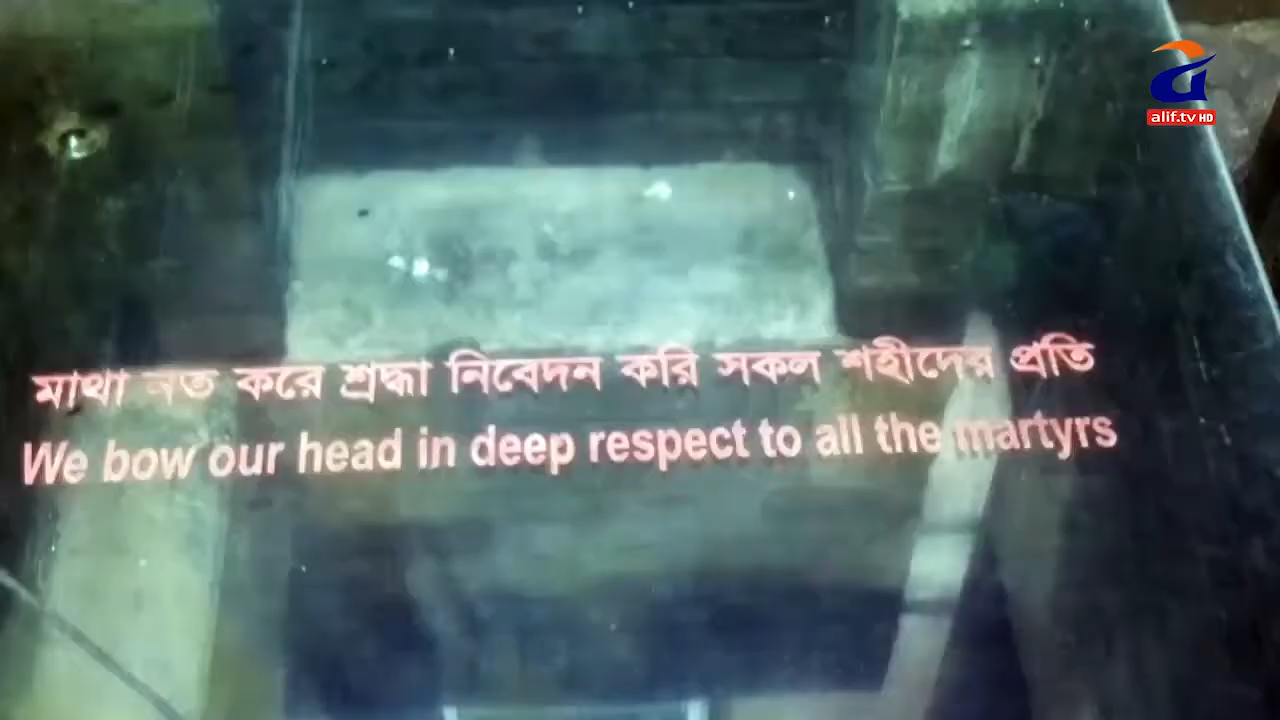 alif.tv HD
মাথা নত করে শ্রদ্ধা নিবেদন করি সকল শহীদের প্রতি
We bow our head in deep respect to all the martyrs